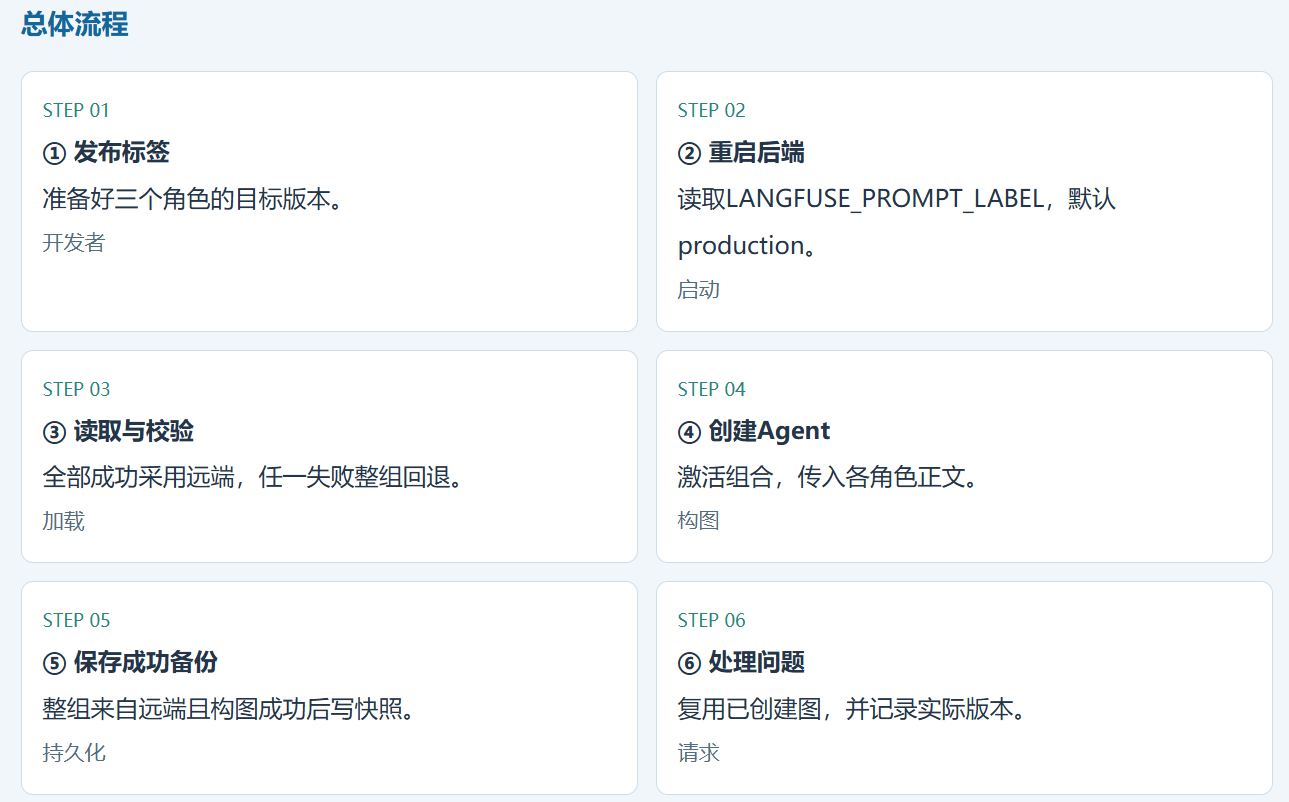 总体流程
STEP 01
① 发布标签
准备好三个角色的目标版本。
开发者
STEP 02
② 重启后端
读取LANGFUSE_PROMPT_LABEL，默认
production。
启动
STEP 03
③ 读取与校验
全部成功采用远端，任一失败整组回退。
加载
STEP 04
④ 创建Agent
激活组合，传入各角色正文。
构图
STEP 05
⑤ 保存成功备份
整组来自远端且构图成功后写快照。
持久化
STEP 06
⑥ 处理问题
复用已创建图，并记录实际版本。
请求